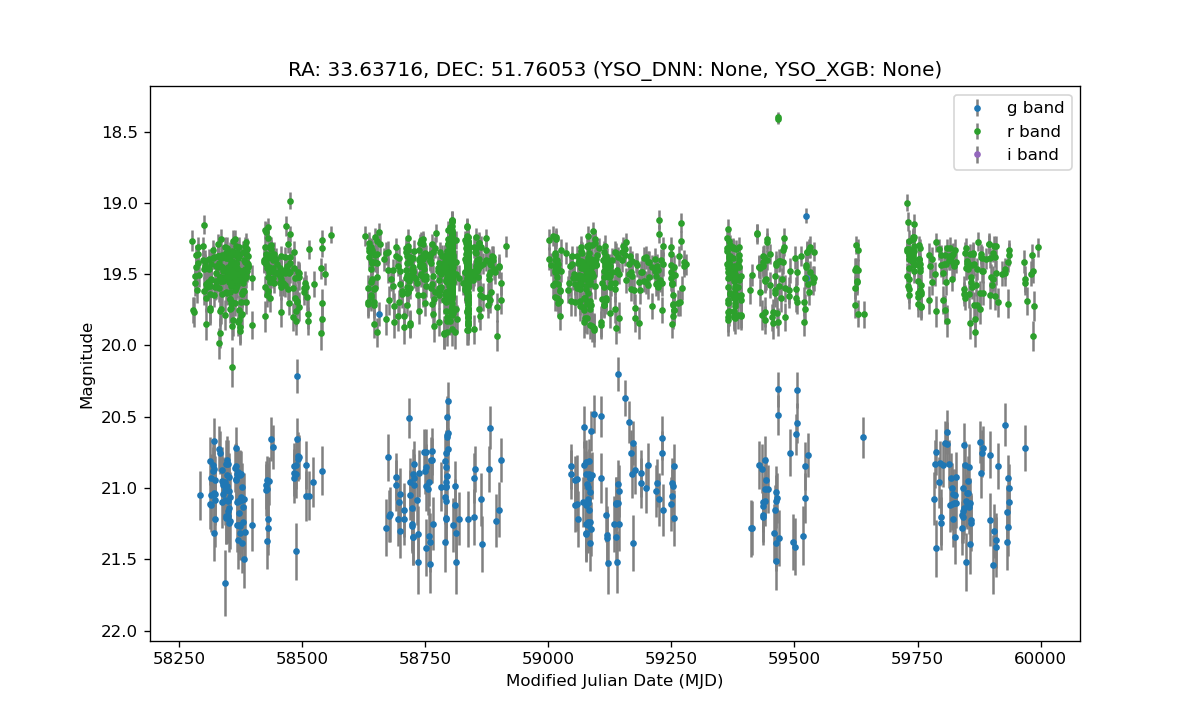 RA: 33.63716, DEC: 51.76053 (YSO_DNN: None, YSO_XGB: None)
g band
r band
i band
18.5
19.0
19.5
20.0
20.5
21.0
21.5
22.0
Magnitude
58250 58500 58750 59000 59250 59500 59750 60000
Modified Julian Date (MJD)